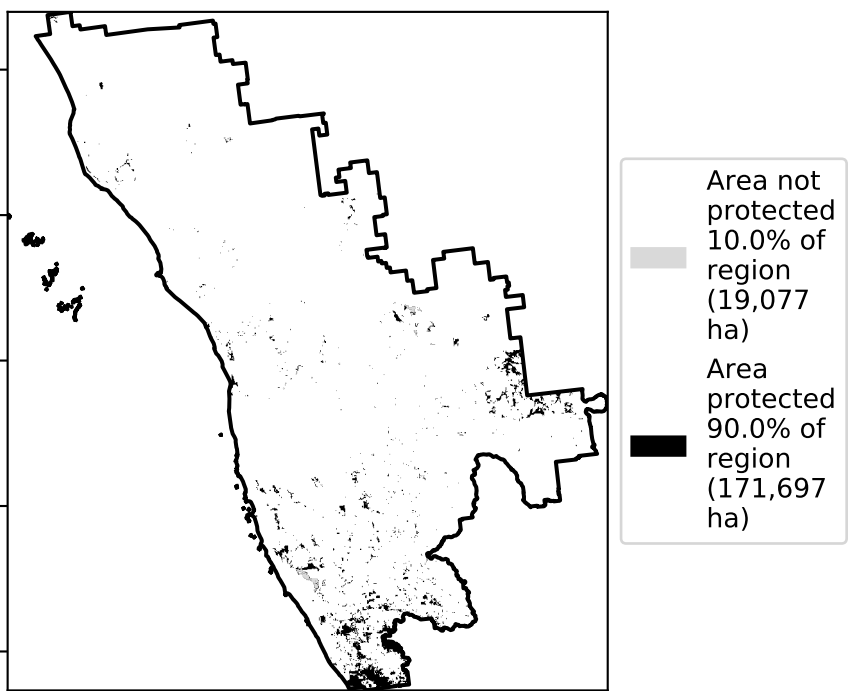 Area not
protected
10.0% of
region
(19,077
ha)
Area
protected
90.0% of
region
(171,697
ha)